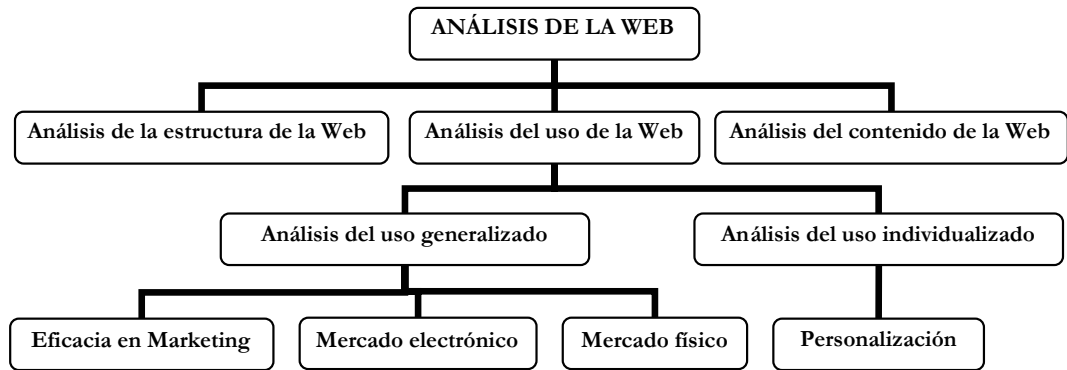 ANÁLISIS DE LA WEB
Análisis de la estructura de la Web
Análisis del uso de la Web
Análisis del contenido de la Web
Análisis del uso generalizado
Análisis del uso individualizado
Eficacia en Marketing
Mercado electrónico
Mercado físico
Personalización